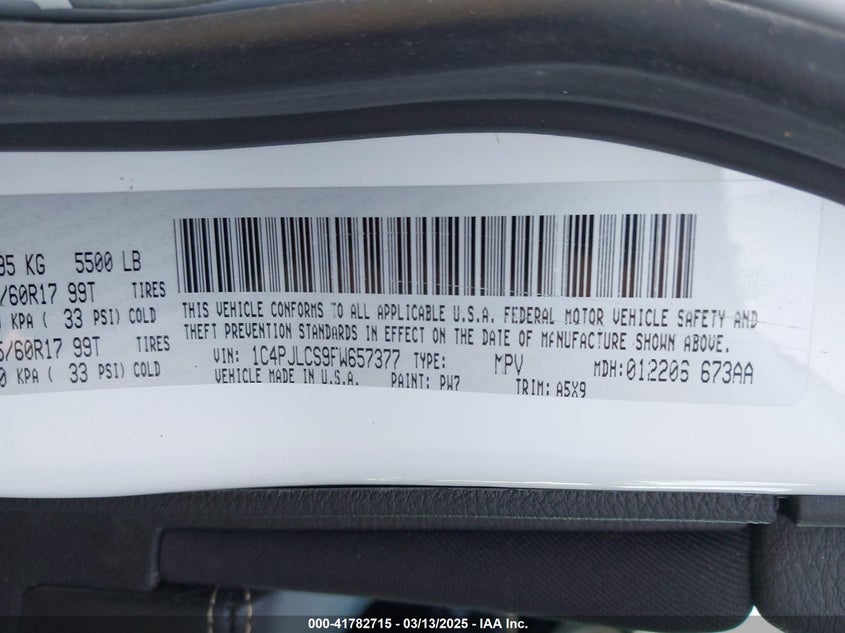 95 KG 5500 LB
/60R17 99T TIRES
KPA ( 33 PSI) COLD
/60R17 99T TIRES
0 KPA ( 33 PSI) COLD
THIS VEHICLE CONFORMS TO ALL APPLICABLE U.S.A. FEDERAL MOTOR VEHICLE SAFETY AND
THEFT PREVENTION STANDARDS IN EFFECT ON THE DATE OF MANUFACTURE SHOWN ABOVE.
VIN: 1C4PJLCS9FW657377 TYPE: MPV MDH:012206 673AA
VEHICLE MADE IN U.S.A. PAINT: PW7 TRIM: A5X9
000-41782715 — 03/13/2025 — IAA Inc.